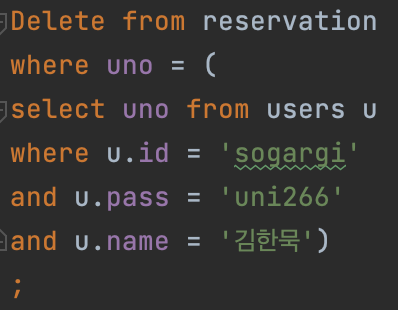 Delete from reservation
where uno = (
select uno from users u
where u.id = 'sogargi'
and u.pass = 'uni266'
and u.name = '김한묵')
;